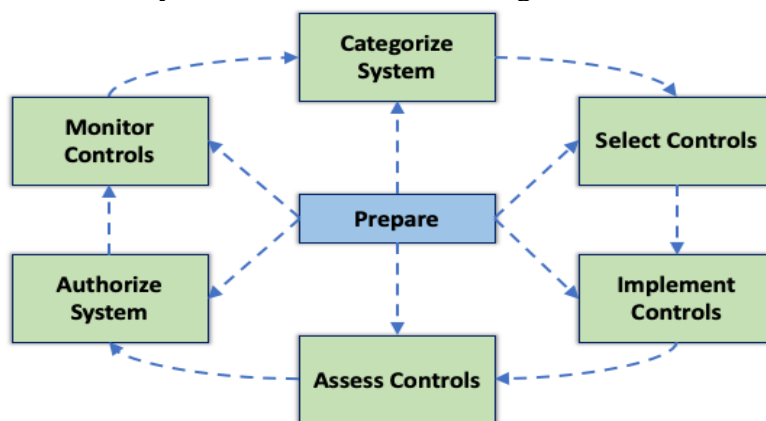 Categorize
System
Monitor
Controls
Select Controls
Prepare
Authorize
System
Implement
Controls
Assess Controls